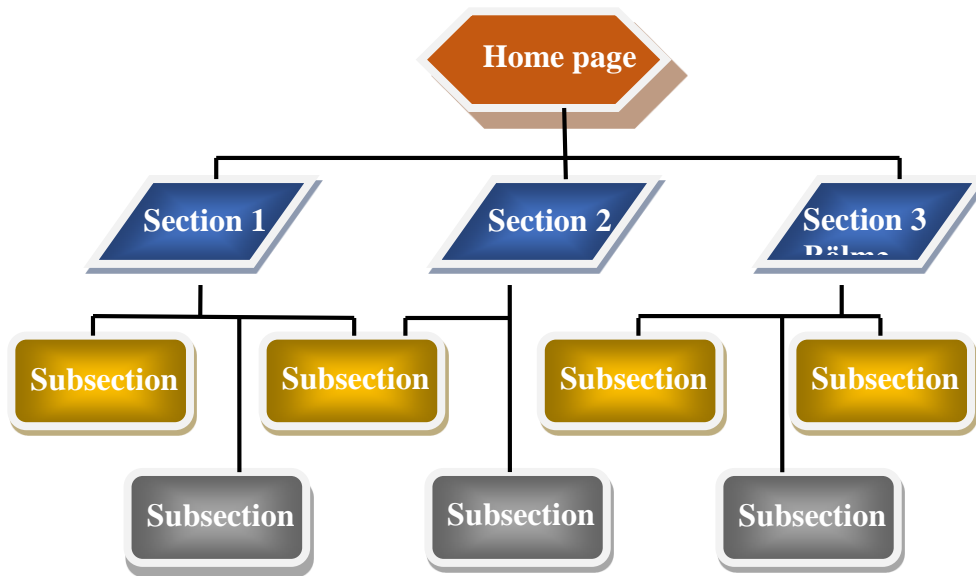 Home page
Section 1
Section 2
Section 3
Subsection
Subsection
Subsection
Subsection
Subsection
Subsection
Subsection